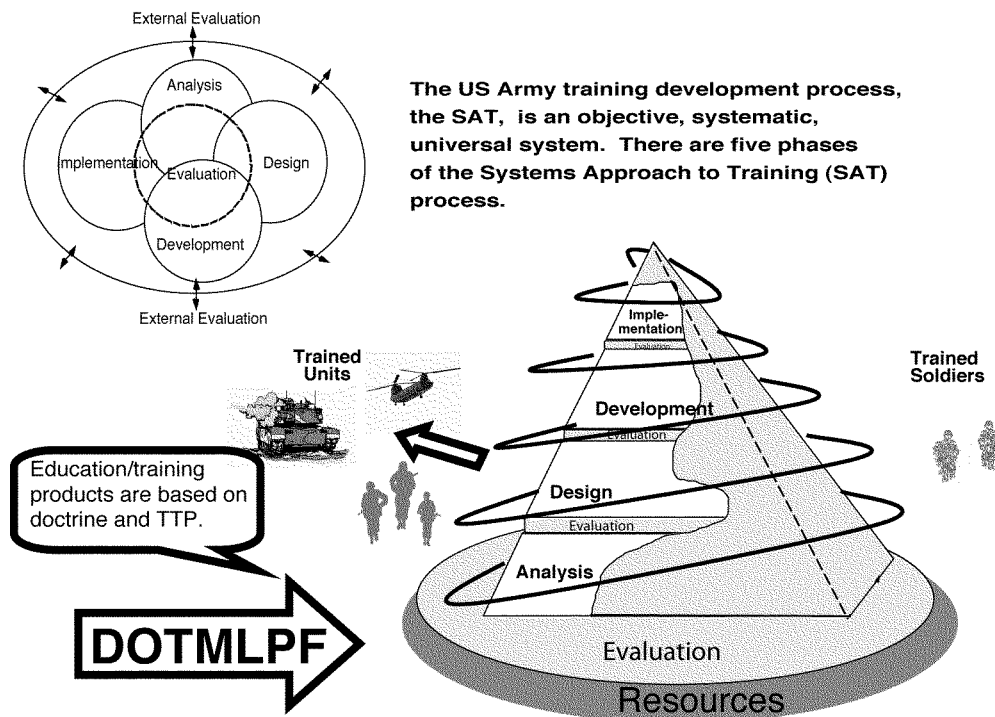 External Evaluation
Analysis
mplementation
Design
Evaluation
Development
External Evaluation
The US Army training development process,
the SAT, is an objective, systematic,
universal system. There are five phases
of the Systems Approach to Training (SAT)
process.
Imple-
mentation
Evaluation
Trained
Units
Trained
Soldiers
Development
Evaluation
Education/training
products are based on
doctrine and TTP.
Design
Evaluation
Analysis
DOTMLPF
Evaluation
Resources